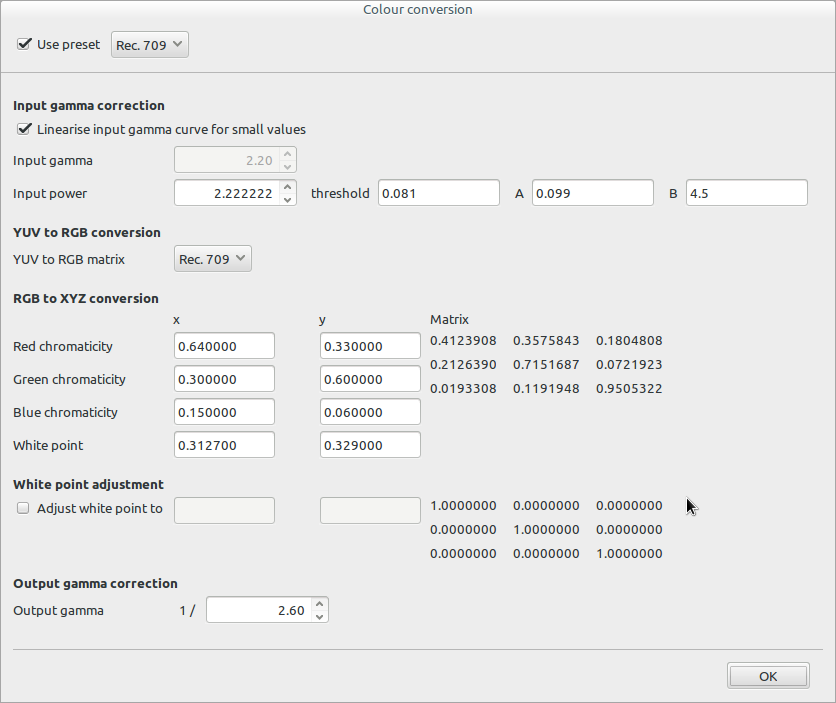 Colour conversion
Use preset Rec. 709
Input gamma correction
Linearise input gamma curve for small values
Input gamma 2.20
Input power 2.222222 threshold 0.081 A 0.099 B 4.5
YUV to RGB conversion
YUV to RGB matrix Rec. 709
RGB to XYZ conversion
x y Matrix
Red chromaticity 0.640000 0.330000 0.4123908 0.3575843 0.1804808
0.2126390 0.7151687 0.0721923
Green chromaticity 0.300000 0.600000 0.0193308 0.1191948 0.9505322
Blue chromaticity 0.150000 0.060000
White point 0.312700 0.329000
White point adjustment
Adjust white point to 1.0000000 0.0000000 0.0000000
0.0000000 1.0000000 0.0000000
0.0000000 0.0000000 1.0000000
Output gamma correction
Output gamma 1 / 2.60
OK